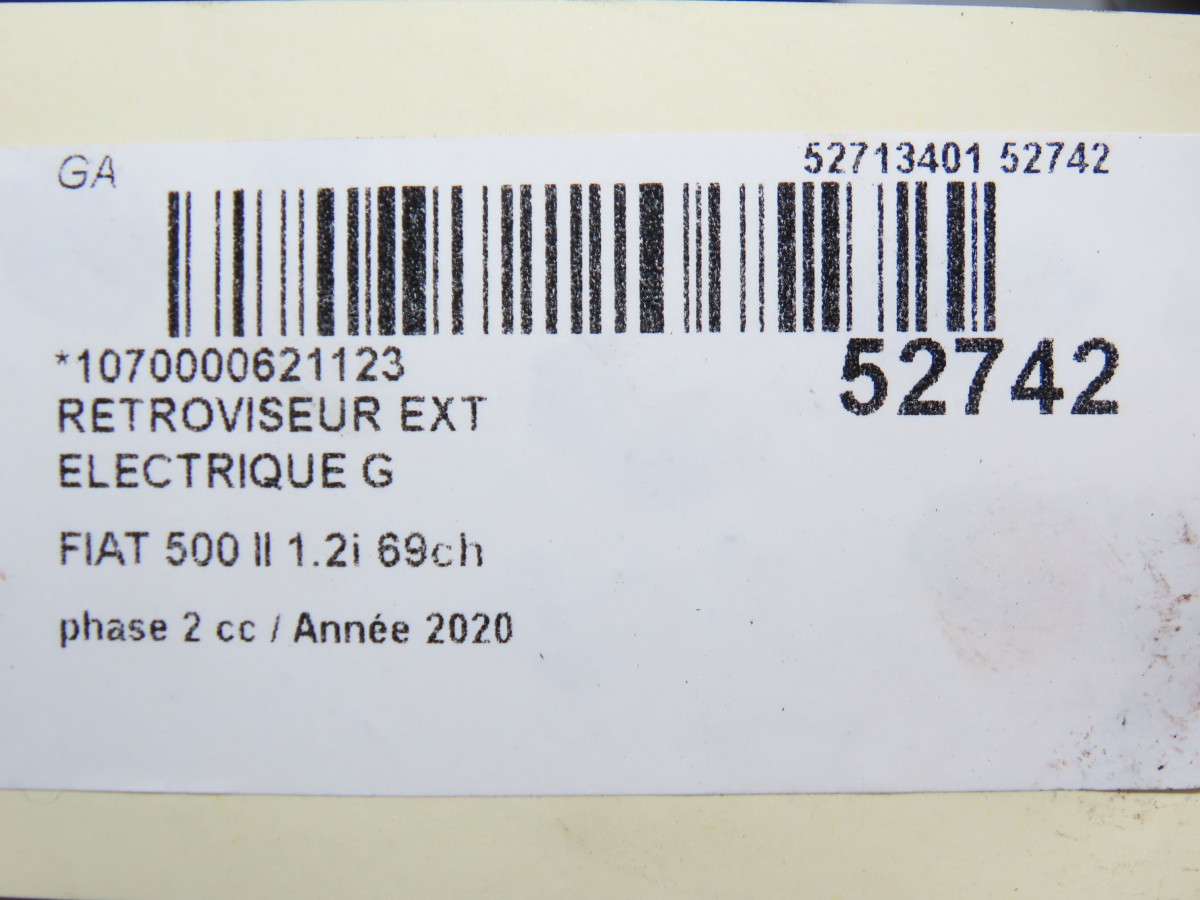 GA
52713401 52742
*1070000621123
52742
RETROVISEUR EXT
ELECTRIQUE G
FIAT 500 II 1.2i 69ch
phase 2 cc / Année 2020